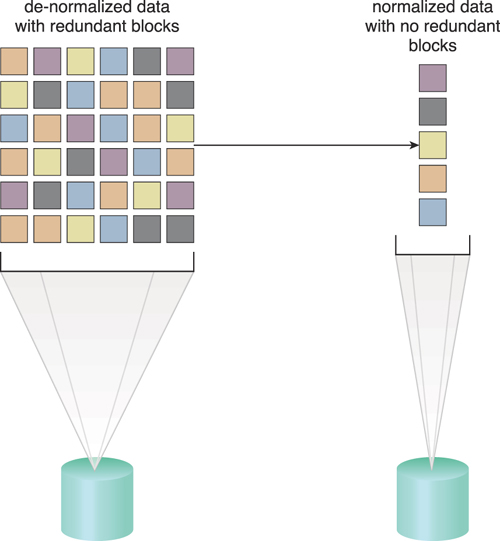 de-normalized data
with redundant blocks
normalized data
with no redundant
blocks